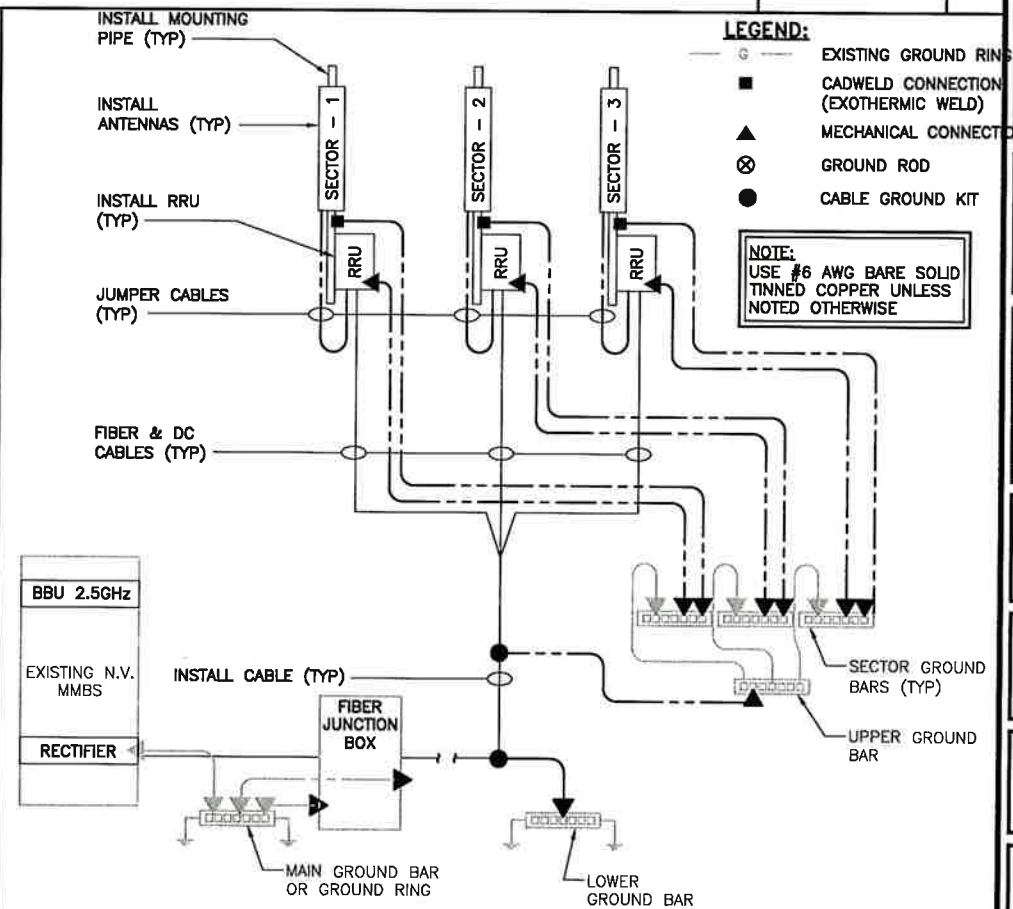 INSTALL MOUNTING
PIPE (TYP)
INSTALL
ANTENNAS (TYP)
INSTALL RRU
(TYP)
JUMPER CABLES
(TYP)
FIBER & DC
CABLES (TYP)
SECTOR - 1
SECTOR - 2
SECTOR - 3
RRU
RRU
RRU
LEGEND:
G
EXISTING GROUND RING
CADWELD CONNECTION
(EXOTHERMIC WELD)
MECHANICAL CONNECTIO
GROUND ROD
CABLE GROUND KIT
NOTE:
USE #6 AWG BARE SOLID
TINNED COPPER UNLESS
NOTED OTHERWISE
BBU 2.5GHz
EXISTING N.V.
MMBS
RECTIFIER
INSTALL CABLE (TYP)
FIBER
JUNCTION
BOX
SECTOR GROUND
BARS (TYP)
UPPER GROUND
BAR
MAIN GROUND BAR
OR GROUND RING
LOWER
GROUND BAR